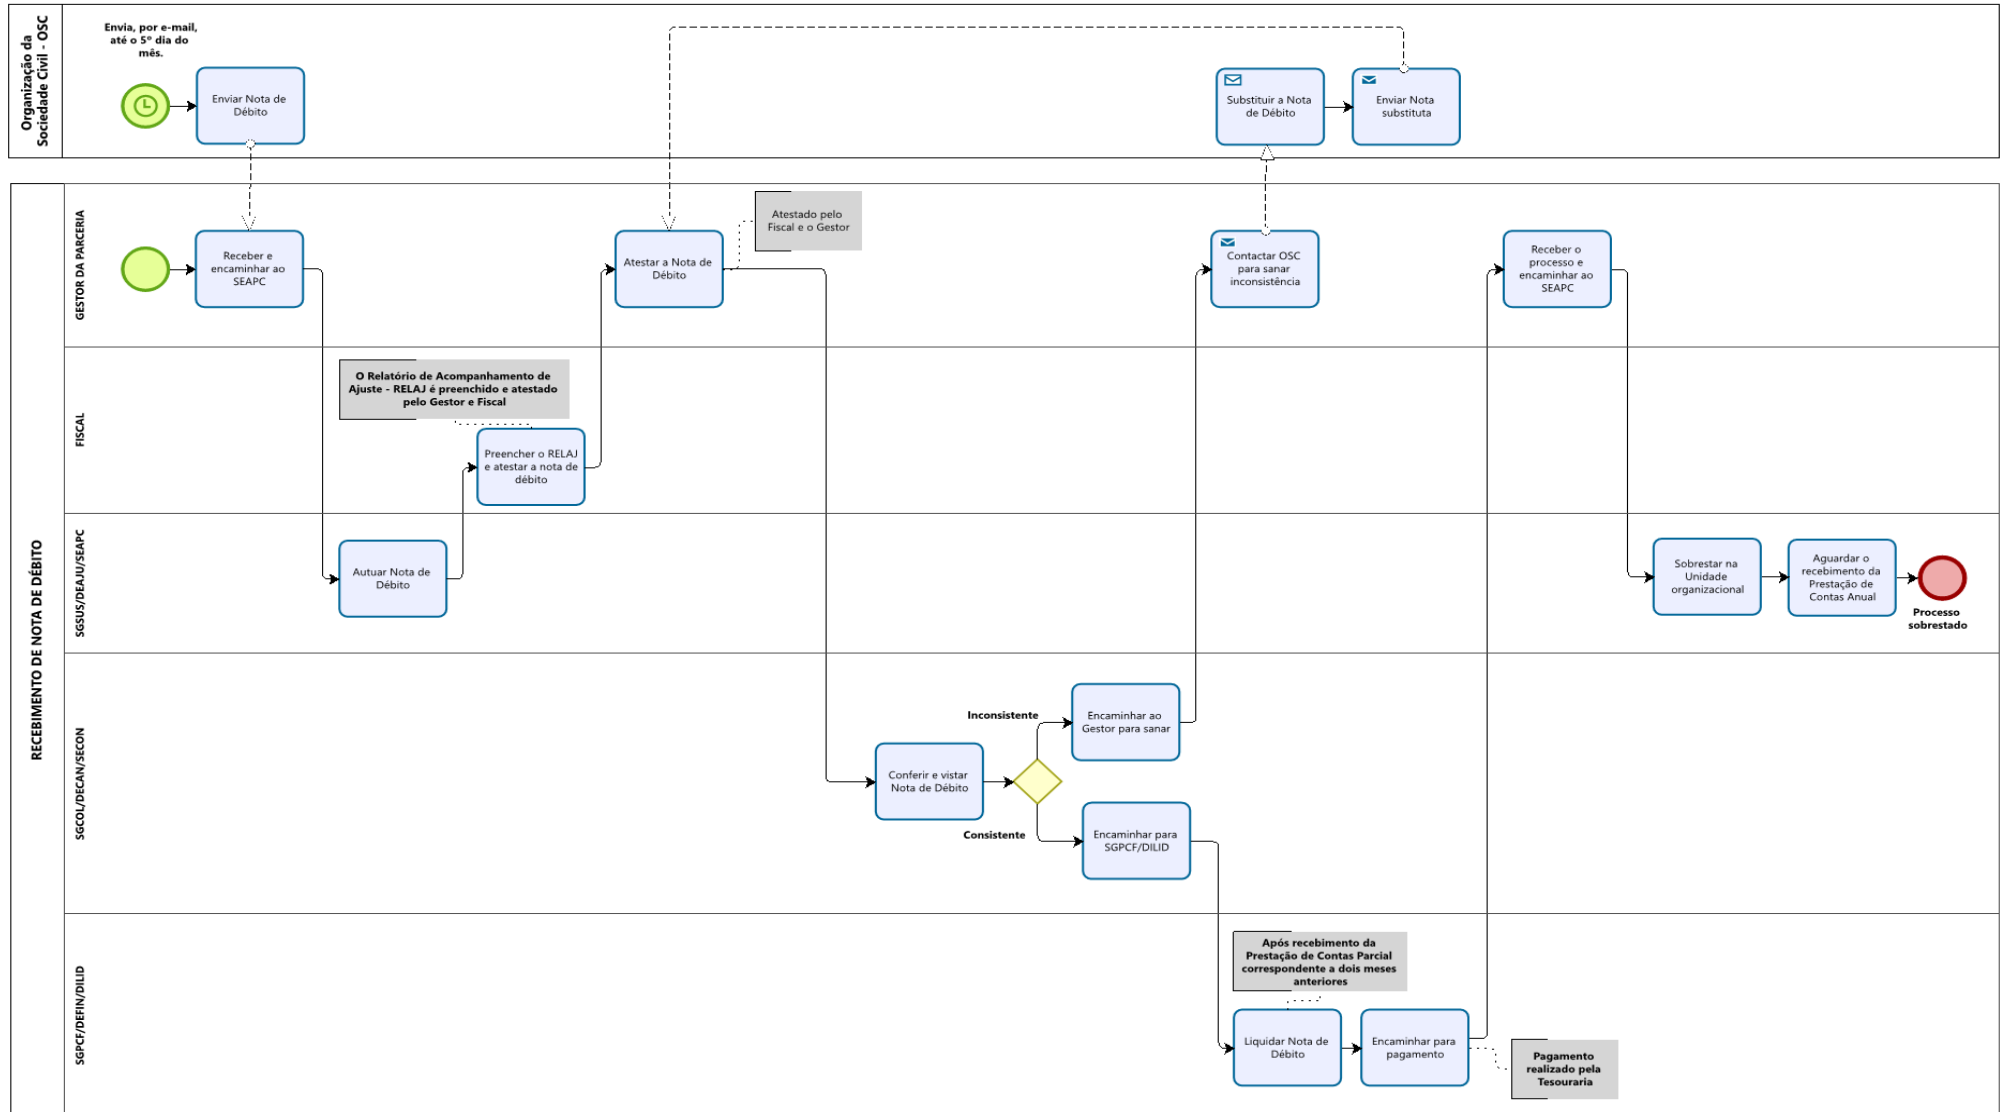 Organização da
Sociedade Civil - OSC
Envia, por e-mail,
até o 5º dia do
mês.
Enviar Nota de
Débito
Substituir a Nota
de Débito
Enviar Nota
substituta
RECEBIMENTO DE NOTA DE DÉBITO
GESTOR DA PARCERIA
Receber e
encaminhar ao
SEAPC
Atestar a Nota de
Débito
Atestado pelo
Fiscal e o Gestor
Contactar OSC
para sanar
inconsistência
Receber o
processo e
encaminhar ao
SEAPC
FISCAL
O Relatório de Acompanhamento de
Ajuste - RELAJ é preenchido e atestado
pelo Gestor e Fiscal
Preencher o RELAJ
e atestar a nota de
débito
SGSUS/DEAJU/SEAPC
Autuar Nota de
Débito
Sobrestar na
Unidade
organizacional
Aguardar o
recebimento da
Prestação de
Contas Anual
Processo
sobrestado
SGCOL/DECAN/SECON
Conferir e vistar
Nota de Débito
Inconsistente
Encaminhar ao
Gestor para sanar
Consistente
Encaminhar para
SGPCF/DILID
SGPCF/DEFIN/DILID
Após recebimento da
Prestação de Contas Parcial
correspondente a dois meses
anteriores
Liquidar Nota de
Débito
Encaminhar para
pagamento
Pagamento
realizado pela
Tesouraria